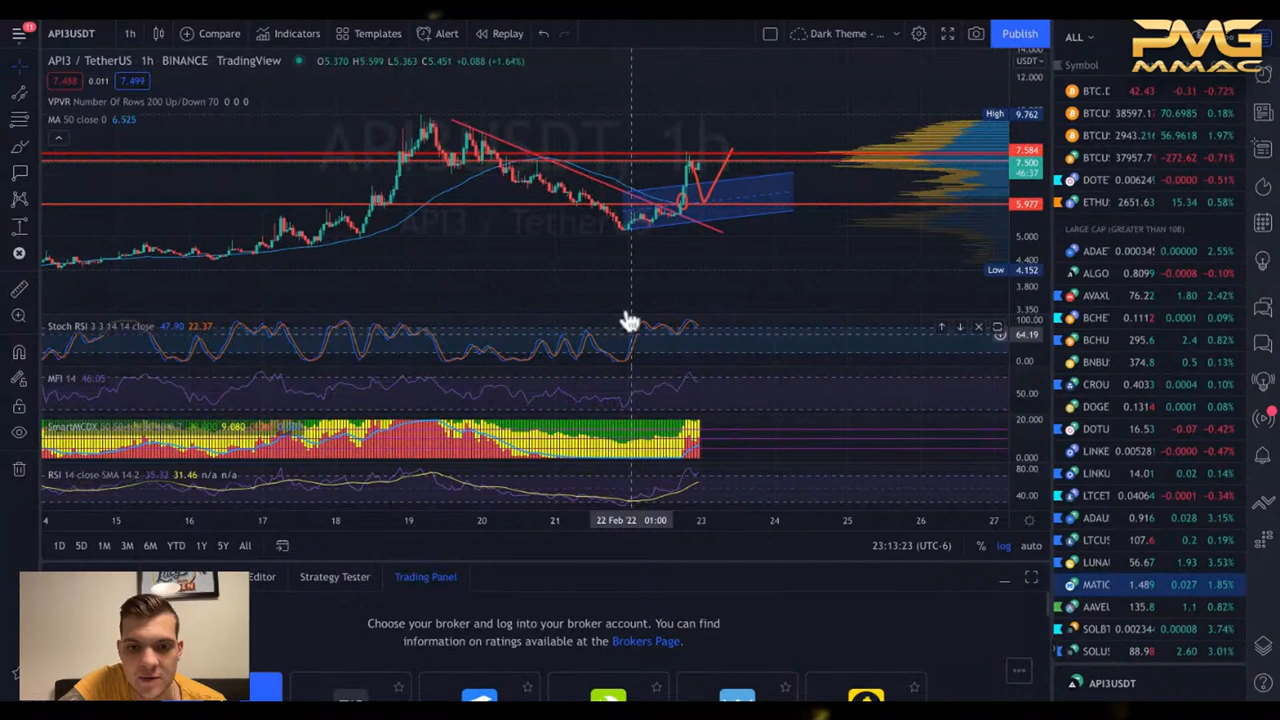 11
API3USDT
1h
Compare
Indicators
Templates
Alert
Replay
Dark Theme - ...
Publish
PMG
MMAC
ALL
Symbol
API3 / TetherUS · 1h · BINANCE · TradingView
O5.370 H5.599 L5.363 C5.451 +0.088 (+1.64%)
7.488 0.011 7.499
VPVR Number Of Rows 200 Up/Down 70 0 0 0
MA 50 close 0 6.525
API3USDT, 1h
API3 / TetherUS
USDT
14.000
12.000
High 9.762
7.584
7.500
46:37
5.977
5.000
4.400
Low 4.152
3.800
3.350
Stoch RSI 3 3 14 14 close 47.90 22.37
100.00
64.19
0.00
MFI 14 46.05
50.00
SmartMCDX
9.080
20.000
0.000
RSI 14 close SMA 14 2 35.32 31.46 n/a n/a
80.00
40.00
4 15 16 17 18 19 20 21 22 Feb '22 01:00 23 24 25 26 27
1D 5D 1M 3M 6M YTD 1Y 5Y All
23:13:23 (UTC-6)
% log auto
Editor
Strategy Tester
Trading Panel
Choose your broker and log into your broker account. You can find
information on ratings available at the Brokers Page.
BTC.D 42.43 -0.31 -0.72%
BTCU 38597.1 70.6985 0.18%
BTCU 2943.216 56.9618 1.97%
BTCU 37957.7 -272.62 -0.71%
DOTE 0.006249 -0.0000 -0.51%
ETHU 2651.63 15.34 0.58%
LARGE CAP (GREATER THAN 10B)
ADAE 0.000345 0.00000 2.55%
ALGO 0.8099 -0.0008 -0.10%
AVAXU 76.22 1.80 2.42%
BCHE 0.1112 0.0001 0.09%
BCHU 295.6 2.4 0.82%
BNBU 374.8 0.5 0.13%
CROU 0.4033 0.0004 0.10%
DOGE 0.1314 0.0001 0.08%
DOTU 16.53 -0.07 -0.42%
LINKE 0.005281 -0.0000 -0.47%
LINKU 14.01 0.02 0.14%
LTCET 0.04064 -0.0001 -0.34%
ADAU 0.916 0.028 3.15%
LTCU 107.6 0.2 0.19%
LUNA 61.67 1.93 3.53%
MATIC 1.489 0.027 1.85%
AAVEU 135.8 1.1 0.82%
SOLBT 0.002344 0.00008 3.74%
SOLUS 88.98 2.60 3.01%
API3USDT